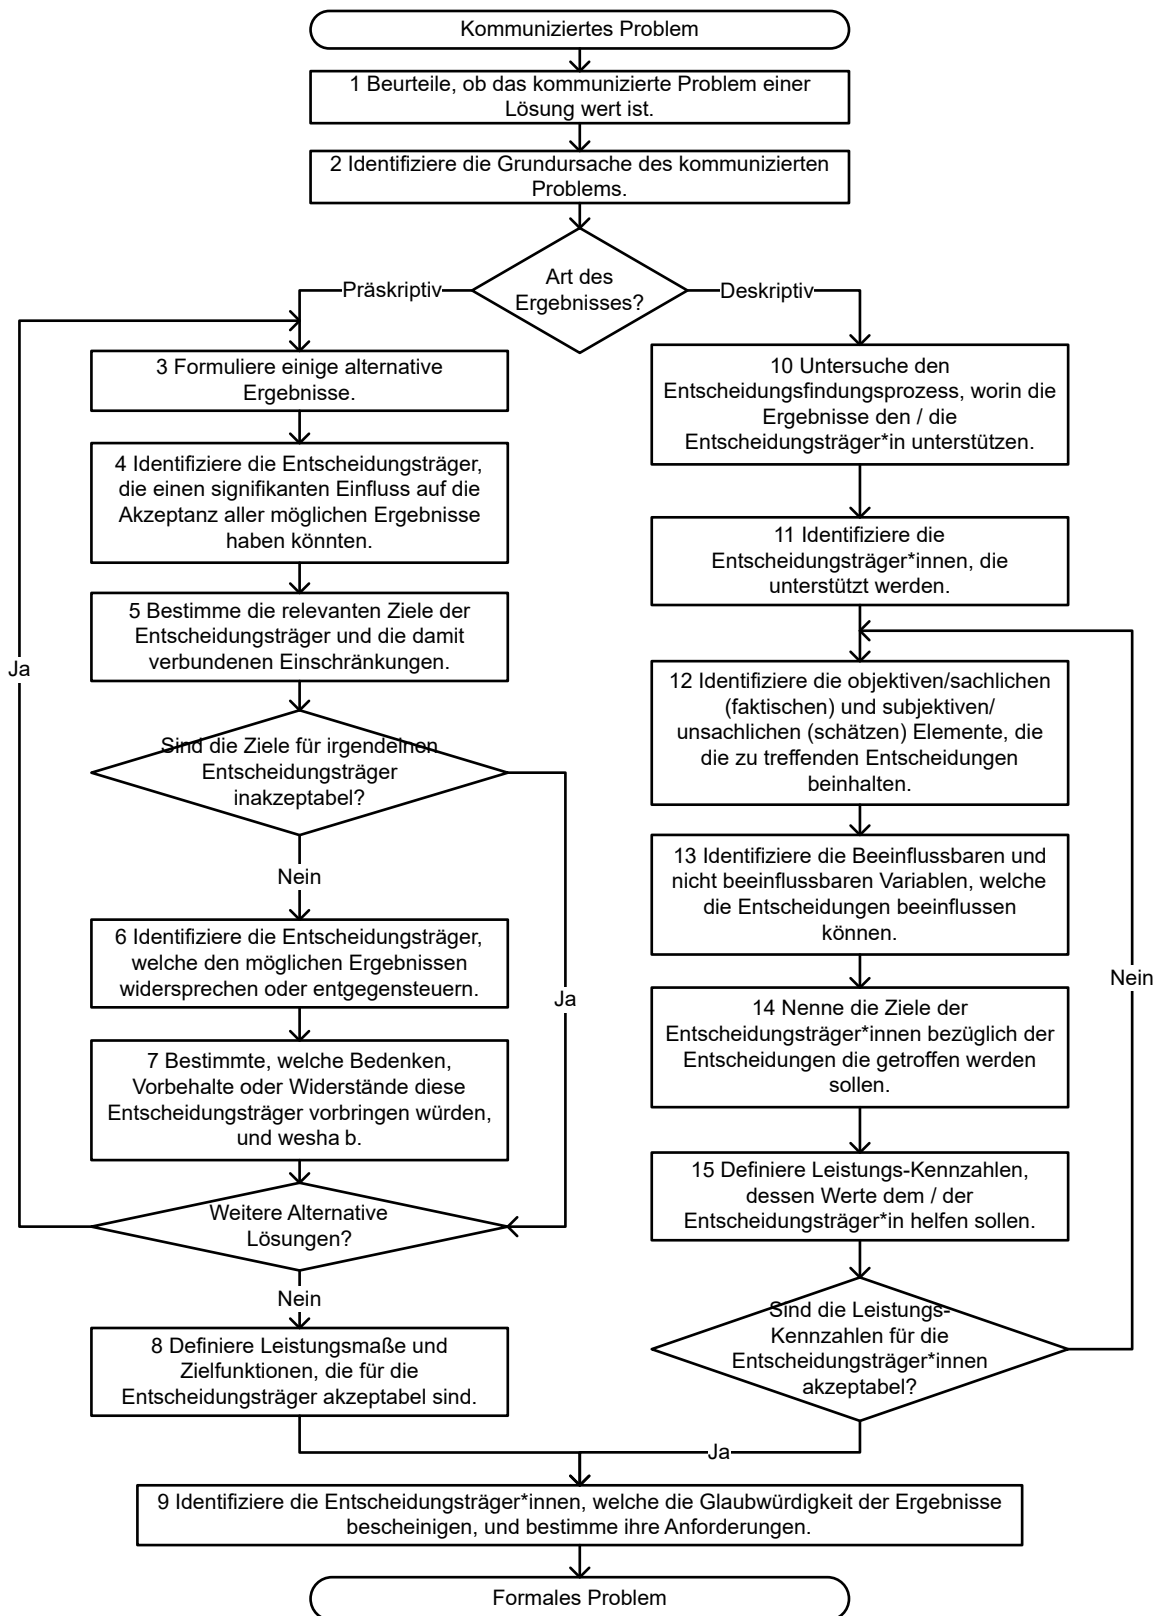 Kommuniziertes Problem
1 Beurteile, ob das kommunizierte Problem einer
Lösung wert ist.
2 Identifiziere die Grundursache des kommunizierten
Problems.
Art des
Ergebnisses?
Präskriptiv
Deskriptiv
3 Formuliere einige alternative
Ergebnisse.
4 Identifiziere die Entscheidungsträger,
die einen signifikanten Einfluss auf die
Akzeptanz aller möglichen Ergebnisse
haben könnten.
5 Bestimme die relevanten Ziele der
Entscheidungsträger und die damit
verbundenen Einschränkungen.
Ja
Sind die Ziele für irgendeinen
Entscheidungsträger
inakzeptabel?
Nein
Ja
6 Identifiziere die Entscheidungsträger,
welche den möglichen Ergebnissen
widersprechen oder entgegensteuern.
7 Bestimmte, welche Bedenken,
Vorbehalte oder Widerstände diese
Entscheidungsträger vorbringen würden,
und wesha b.
Weitere Alternative
Lösungen?
Nein
8 Definiere Leistungsmaße und
Zielfunktionen, die für die
Entscheidungsträger akzeptabel sind.
10 Untersuche den
Entscheidungsfindungsprozess, worin die
Ergebnisse den / die
Entscheidungsträger*in unterstützen.
11 Identifiziere die
Entscheidungsträger*innen, die
unterstützt werden.
12 Identifiziere die objektiven/sachlichen
(faktischen) und subjektiven/
unsachlichen (schätzen) Elemente, die
die zu treffenden Entscheidungen
beinhalten.
13 Identifiziere die Beeinflussbaren und
nicht beeinflussbaren Variablen, welche
die Entscheidungen beeinflussen
können.
Nein
14 Nenne die Ziele der
Entscheidungsträger*innen bezüglich der
Entscheidungen die getroffen werden
sollen.
15 Definiere Leistungs-Kennzahlen,
dessen Werte dem / der
Entscheidungsträger*in helfen sollen.
Sind die Leistungs-
Kennzahlen für die
Entscheidungsträger*innen
akzeptabel?
Ja
9 Identifiziere die Entscheidungsträger*innen, welche die Glaubwürdigkeit der Ergebnisse
bescheinigen, und bestimme ihre Anforderungen.
Formales Problem